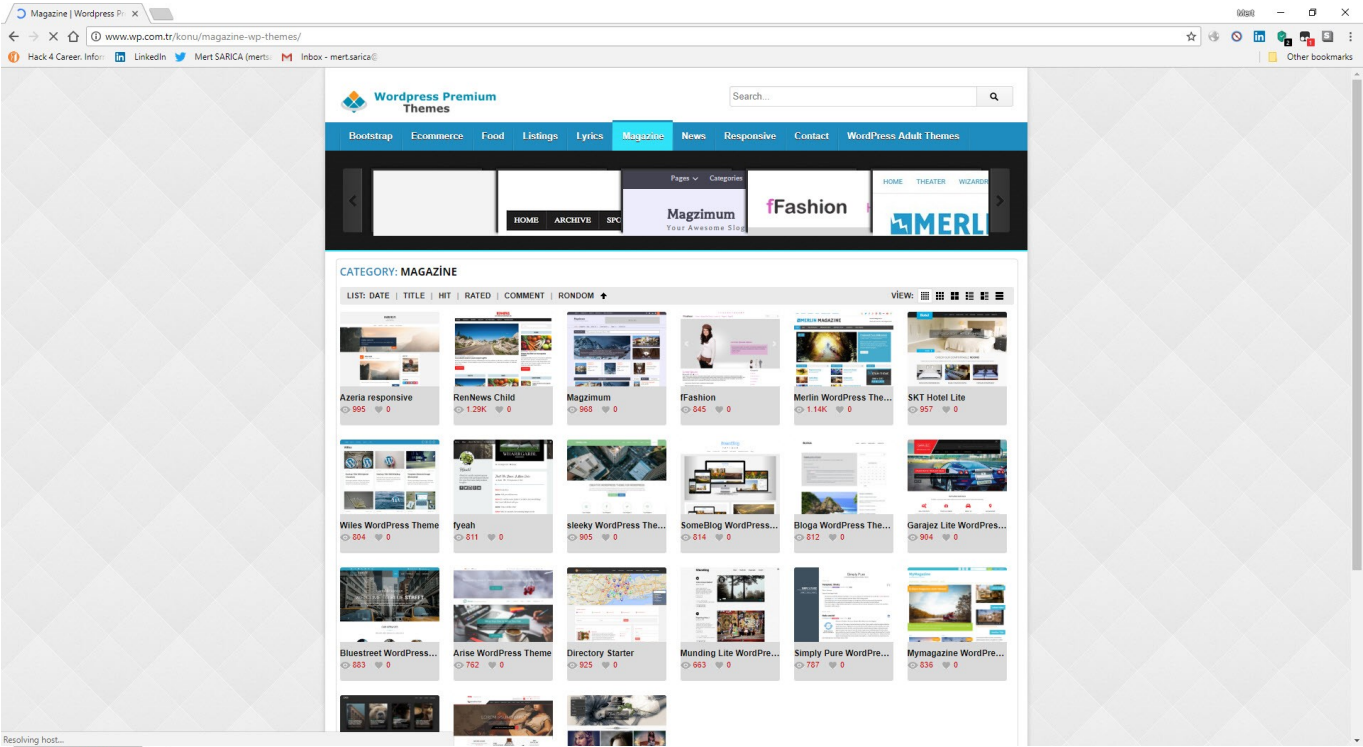 Magazine | Wordpress Pr
Mert
www.wp.com.tr/konu/magazine-wp-themes/
Hack 4 Career. Infor
LinkedIn
Mert SARICA (merts
Inbox - mert.sarica@
Other bookmarks
Wordpress Premium
Themes
Search...
Bootstrap Ecommerce Food Listings Lyrics Magazine News Responsive Contact WordPress Adult Themes
HOME ARCHIVE SPO
Pages Categories
Magzimum
Your Awesome Slog
fFashion
HOME THEATER WIZARDR
MERL
CATEGORY: MAGAZİNE
LIST: DATE | TITLE | HIT | RATED | COMMENT | RONDOM
VİEW:
Azeria responsive RenNews Child Magzimum fFashion Merlin WordPress The... SKT Hotel Lite
995 0 1.29K 0 968 0 845 0 1.14K 0 957 0
Wiles WordPress Theme fyeah sleeky WordPress The... SomeBlog WordPress... Bloga WordPress The... Garajez Lite WordPres...
804 0 811 0 905 0 814 0 812 0 904 0
Bluestreet WordPress... Arise WordPress Theme Directory Starter Munding Lite WordPre... Simply Pure WordPre... Mymagazine WordPre...
883 0 762 0 925 0 663 0 787 0 836 0
Resolving host...